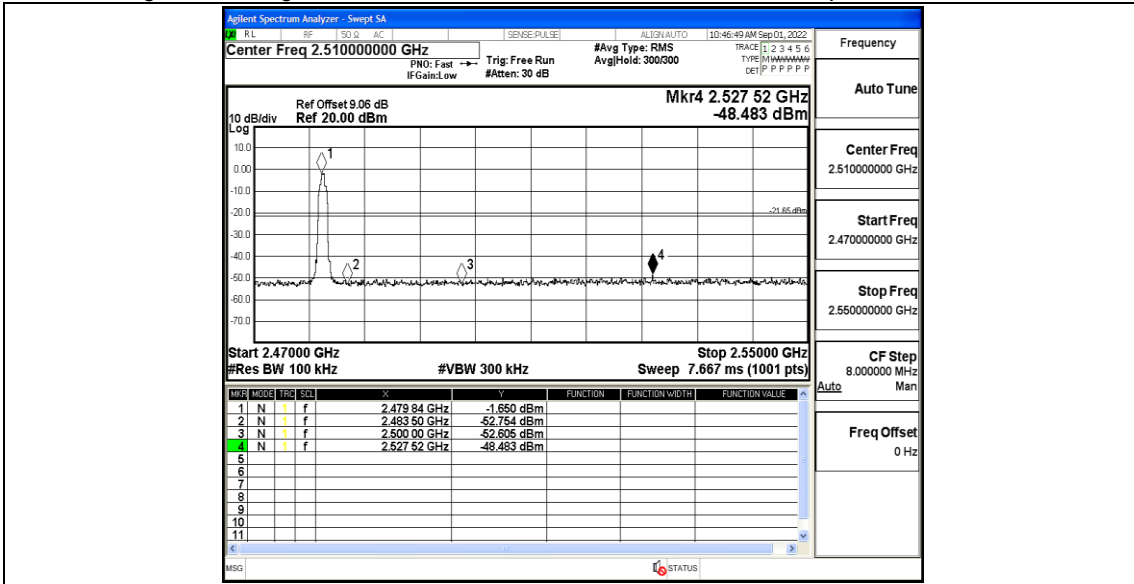 Agilent Spectrum Analyzer - Swept SA
RL RF 50 Ω AC SENSE:PULSE ALIGN AUTO 10:46:49 AM Sep 01, 2022
Center Freq 2.510000000 GHz
PNO: Fast
IFGain:Low
Trig: Free Run
#Atten: 30 dB
#Avg Type: RMS
Avg|Hold: 300/300
TRACE 1 2 3 4 5 6
TYPE M
DET P P P P P P
Ref Offset 9.06 dB
Ref 20.00 dBm
10 dB/div
Log
Mkr4 2.527 52 GHz
-48.483 dBm
10.0
0.00
-10.0
-20.0
-30.0
-40.0
-50.0
-60.0
-70.0
1
2
3
4
-21.65 dBm
Start 2.47000 GHz
Stop 2.55000 GHz
#Res BW 100 kHz
#VBW 300 kHz
Sweep 7.667 ms (1001 pts)
MKR MODE TRC SCL X Y FUNCTION FUNCTION WIDTH FUNCTION VALUE
1 N 1 f 2.479 84 GHz -1.650 dBm
2 N 1 f 2.483 50 GHz -52.754 dBm
3 N 1 f 2.500 00 GHz -52.605 dBm
4 N 1 f 2.527 52 GHz -48.483 dBm
5
6
7
8
9
10
11
MSG
STATUS
Frequency
Auto Tune
Center Freq
2.510000000 GHz
Start Freq
2.470000000 GHz
Stop Freq
2.550000000 GHz
CF Step
8.000000 MHz
Auto Man
Freq Offset
0 Hz